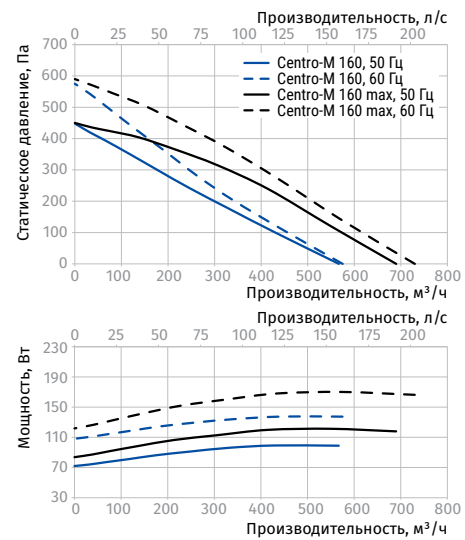 Производительность, л/с
0 25 50 75 100 125 150 175 200
Статическое давление, Па
700
600
500
400
300
200
100
0
Centro-M 160, 50 Гц
Centro-M 160, 60 Гц
Centro-M 160 max, 50 Гц
Centro-M 160 max, 60 Гц
0 100 200 300 400 500 600 700 800
Производительность, м³/ч
Производительность, л/с
0 25 50 75 100 125 150 175 200
Мощность, Вт
230
190
150
110
70
30
0 100 200 300 400 500 600 700 800
Производительность, м³/ч